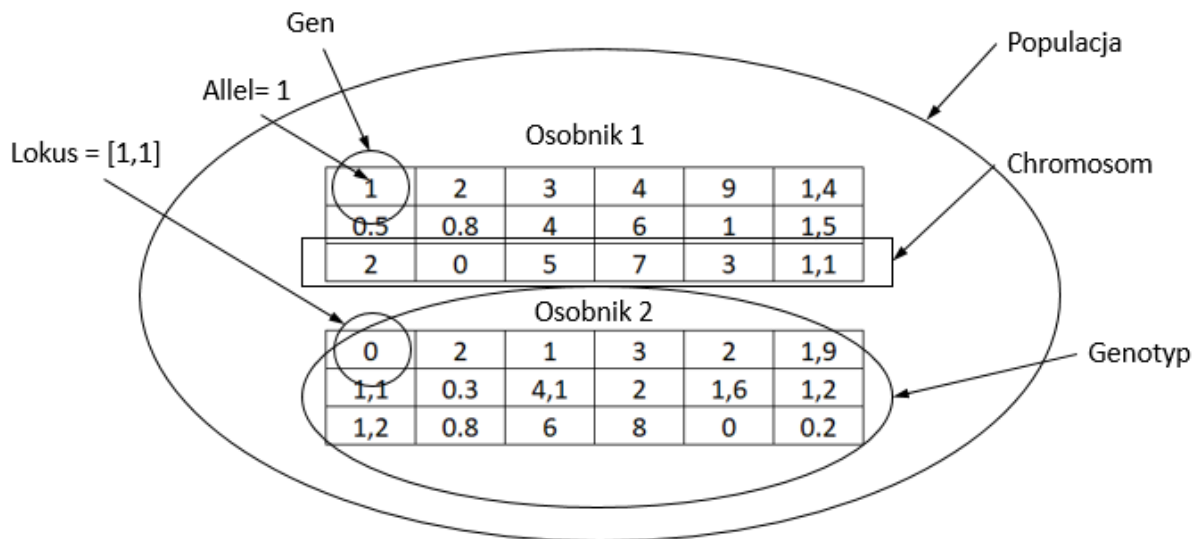 Gen
Populacja
Allel= 1
Osobnik 1
Lokus = [1,1]
Chromosom
1 2 3 4 9 1,4
0.5 0.8 4 6 1 1,5
2 0 5 7 3 1,1
Osobnik 2
0 2 1 3 2 1,9
Genotyp
1,1 0.3 4,1 2 1,6 1,2
1,2 0.8 6 8 0 0.2